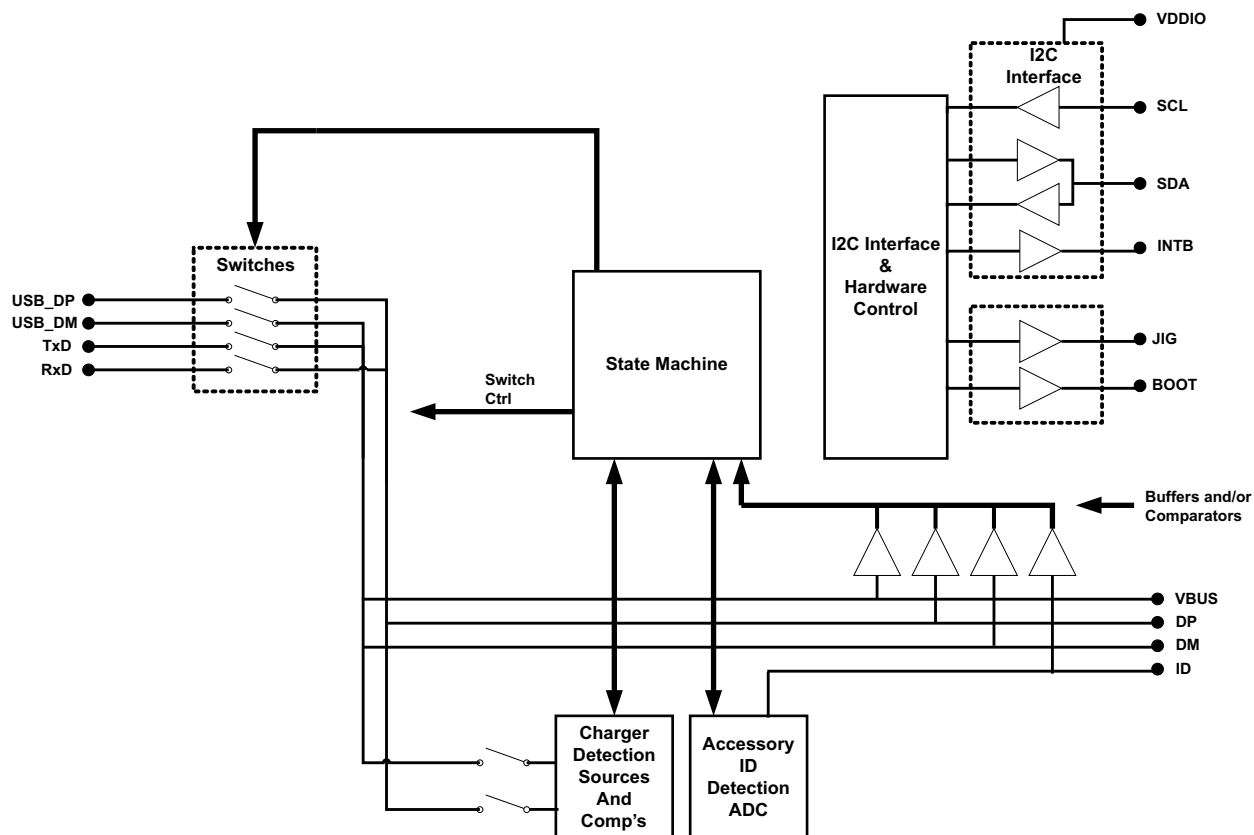 VDDIO
I2C
Interface
SCL
SDA
INTB
I2C Interface
&
Hardware
Control
JIG
BOOT
Switches
USB_DP
USB_DM
TxD
RxD
State Machine
Switch
Ctrl
Buffers and/or
Comparators
VBUS
DP
DM
ID
Charger
Detection
Sources
And
Comp's
Accessory
ID
Detection
ADC